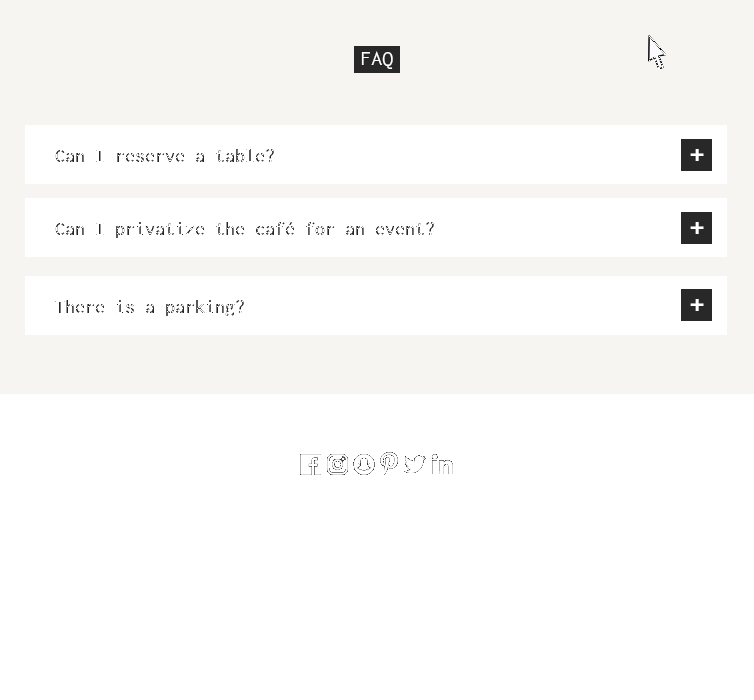 FAQ
Can I reserve a table?
Can I privatize the café for an event?
There is a parking?